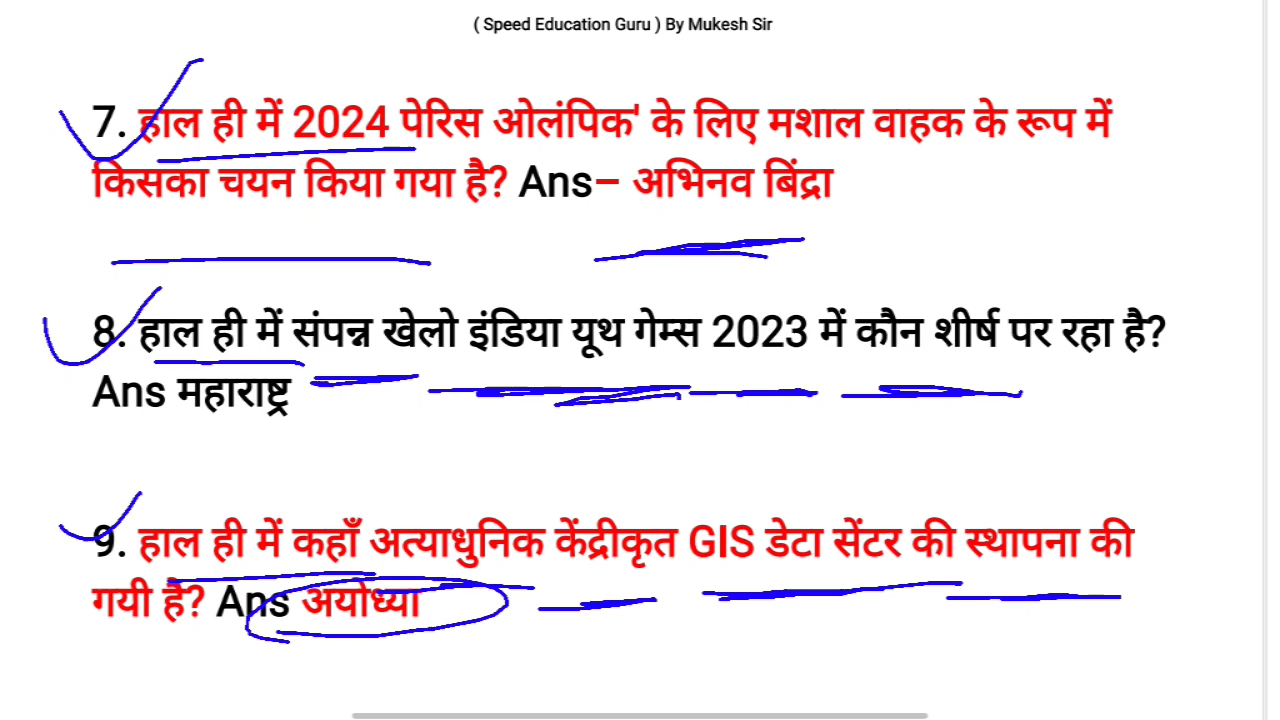 ( Speed Education Guru ) By Mukesh Sir
7. हाल ही में 2024 पेरिस ओलंपिक' के लिए मशाल वाहक के रूप में
किसका चयन किया गया है? Ans– अभिनव बिंद्रा
8. हाल ही में संपन्न खेलो इंडिया यूथ गेम्स 2023 में कौन शीर्ष पर रहा है?
Ans महाराष्ट्र
9. हाल ही में कहाँ अत्याधुनिक केंद्रीकृत GIS डेटा सेंटर की स्थापना की
गयी है? Ans अयोध्या